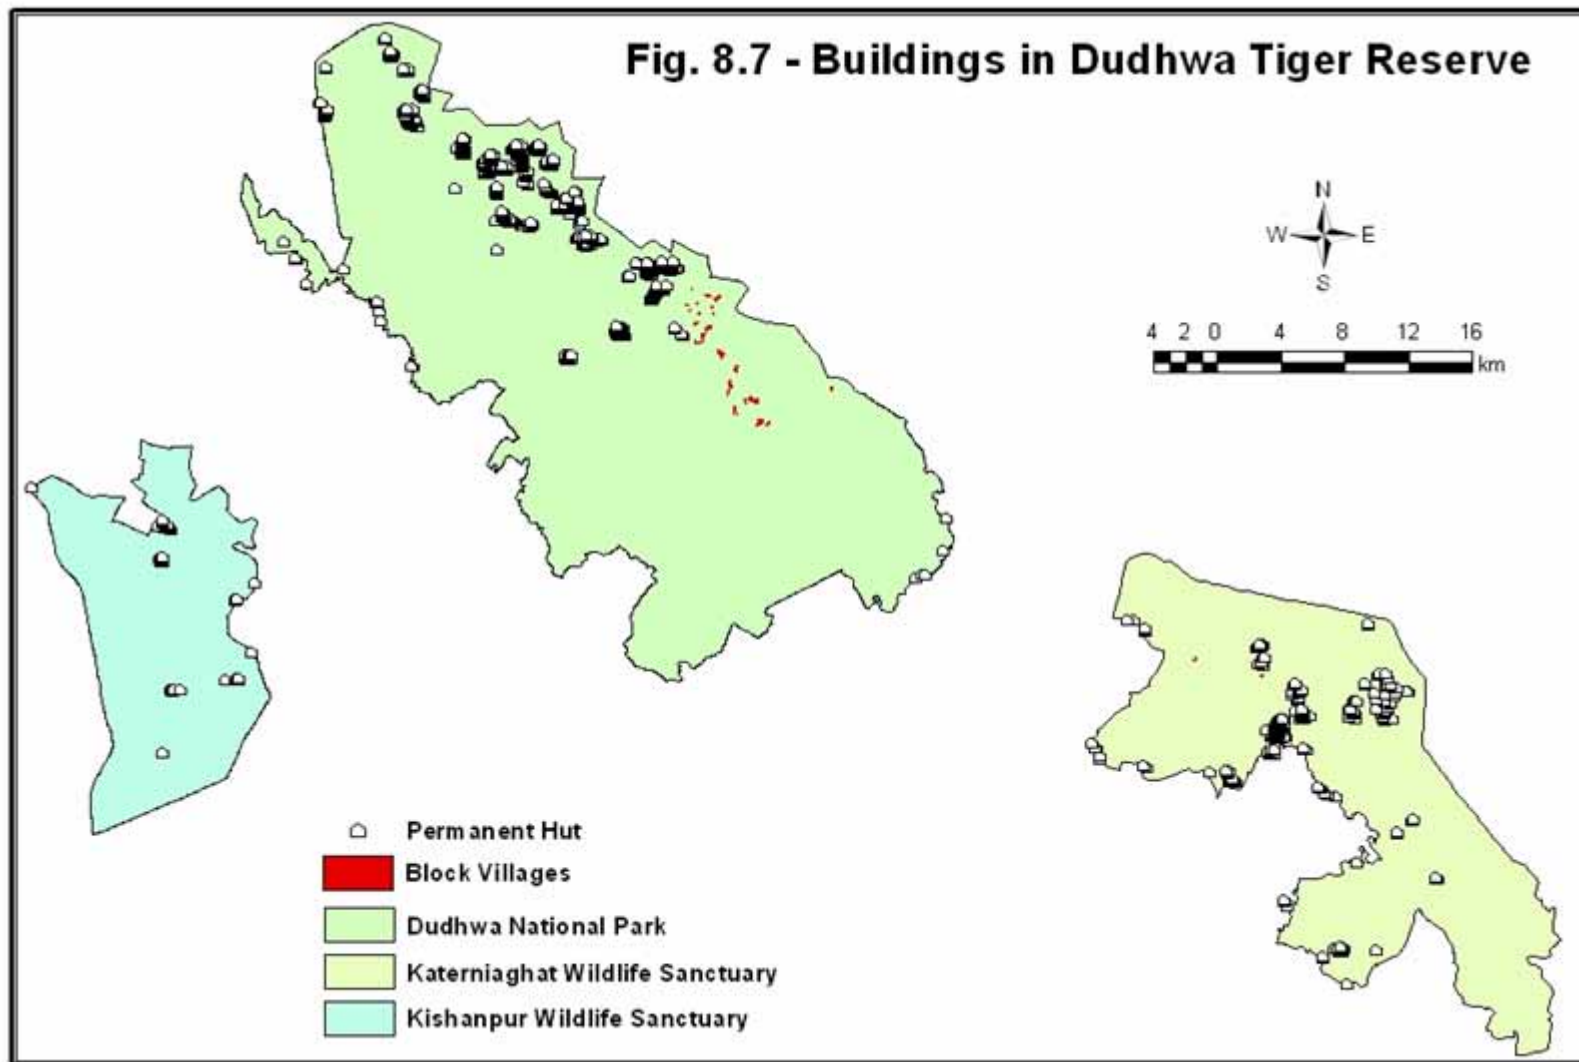 Fig. 8.7 - Buildings in Dudhwa Tiger Reserve
N
W E
S
4 2 0 4 8 12 16
km
Permanent Hut
Block Villages
Dudhwa National Park
Katerniaghat Wildlife Sanctuary
Kishanpur Wildlife Sanctuary